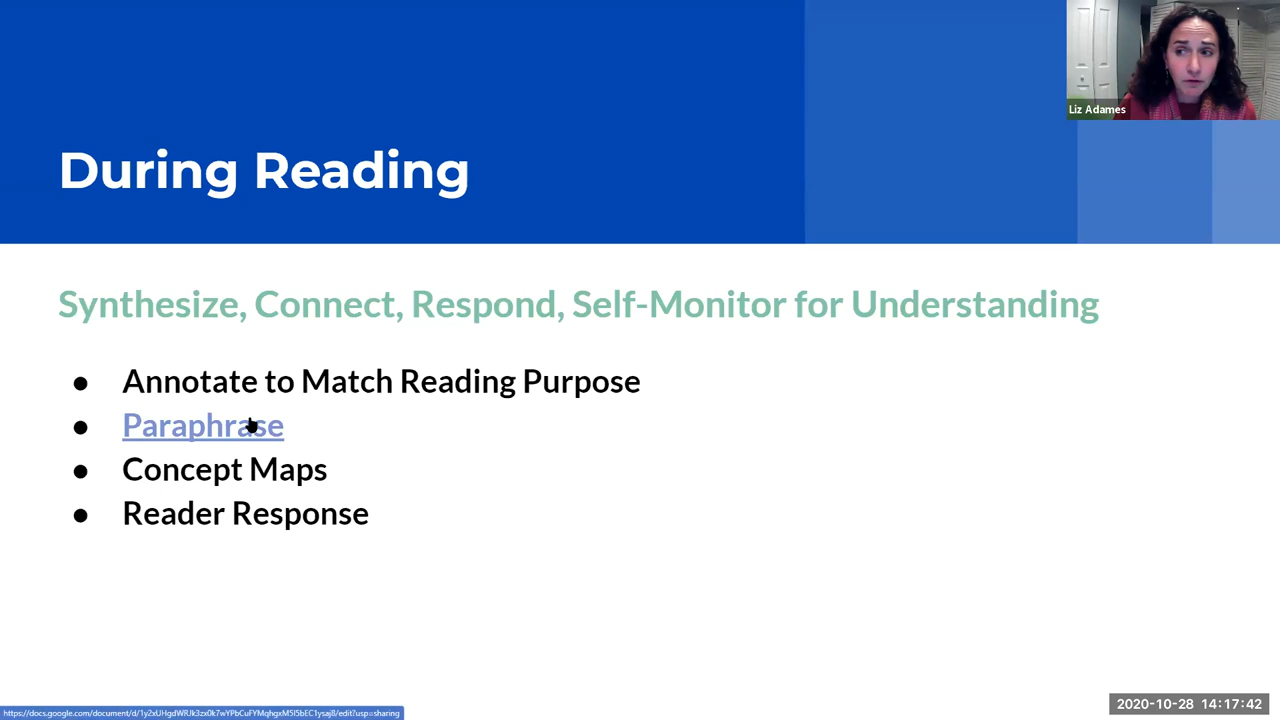 Liz Adames
During Reading
Synthesize, Connect, Respond, Self-Monitor for Understanding
● Annotate to Match Reading Purpose
● Paraphrase
● Concept Maps
● Reader Response
2020-10-28 14:17:42